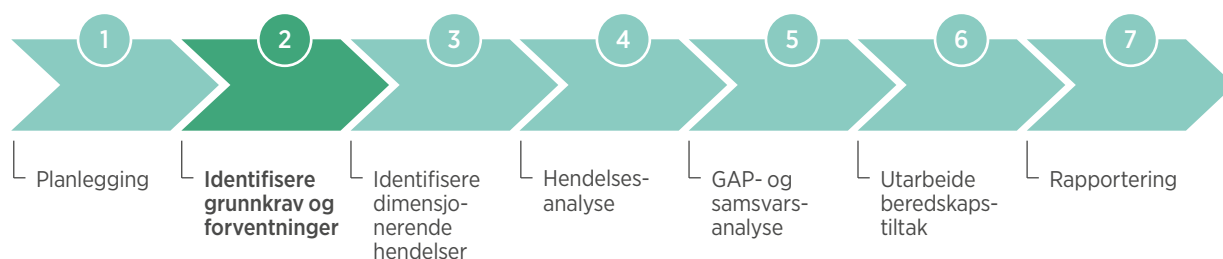 1
2
3
4
5
6
7
Planlegging
Identifisere
grunnkrav og
forventninger
Identifisere
dimensjo-
nerende
hendelser
Hendelses-
analyse
GAP- og
samsvars-
analyse
Utarbeide
beredskaps-
tiltak
Rapportering